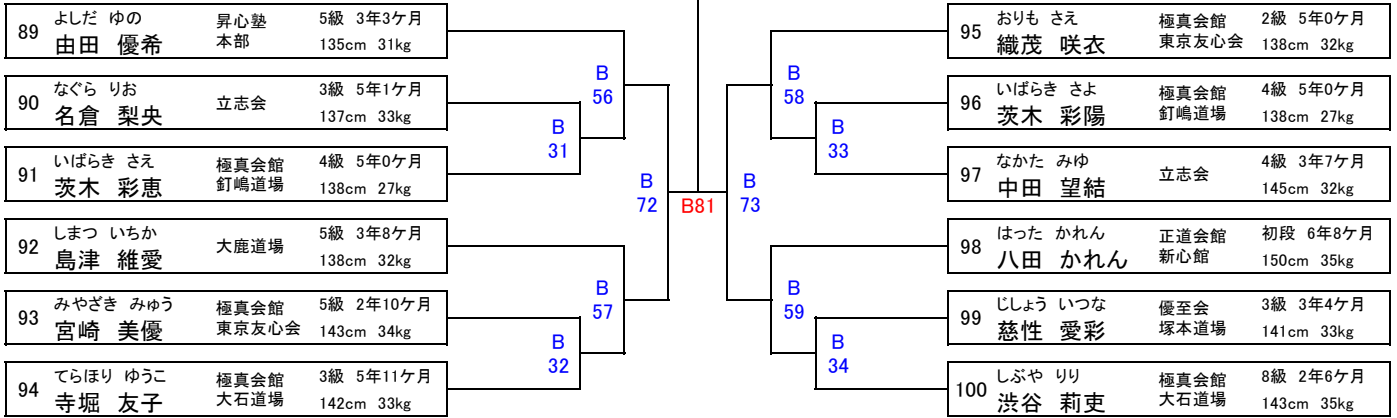 89
よしだ ゆの
由田 優希
昇心塾
本部
5級 3年3ケ月
135cm 31kg
90
なぐら りお
名倉 梨央
立志会
3級 5年1ケ月
137cm 33kg
91
いばらき さえ
茨木 彩恵
極真会館
釘嶋道場
4級 5年0ケ月
138cm 27kg
92
しまつ いちか
島津 維愛
大鹿道場
5級 3年8ケ月
138cm 32kg
93
みやざき みゅう
宮崎 美優
極真会館
東京友心会
5級 2年10ケ月
143cm 34kg
94
てらほり ゆうこ
寺堀 友子
極真会館
大石道場
3級 5年11ケ月
142cm 33kg
B
56
B
31
B
72
B
57
B
32
B81
B
73
B
58
B
33
B
59
B
34
95
おりも さえ
織茂 咲衣
極真会館
東京友心会
2級 5年0ケ月
138cm 32kg
96
いばらき さよ
茨木 彩陽
極真会館
釘嶋道場
4級 5年0ケ月
138cm 27kg
97
なかた みゆ
中田 望結
立志会
4級 3年7ケ月
145cm 32kg
98
はった かれん
八田 かれん
正道会館
新心館
初段 6年8ケ月
150cm 35kg
99
じしょう いつな
慈性 愛彩
優至会
塚本道場
3級 3年4ケ月
141cm 33kg
100
しぶや りり
渋谷 莉吏
極真会館
大石道場
8級 2年6ケ月
143cm 35kg